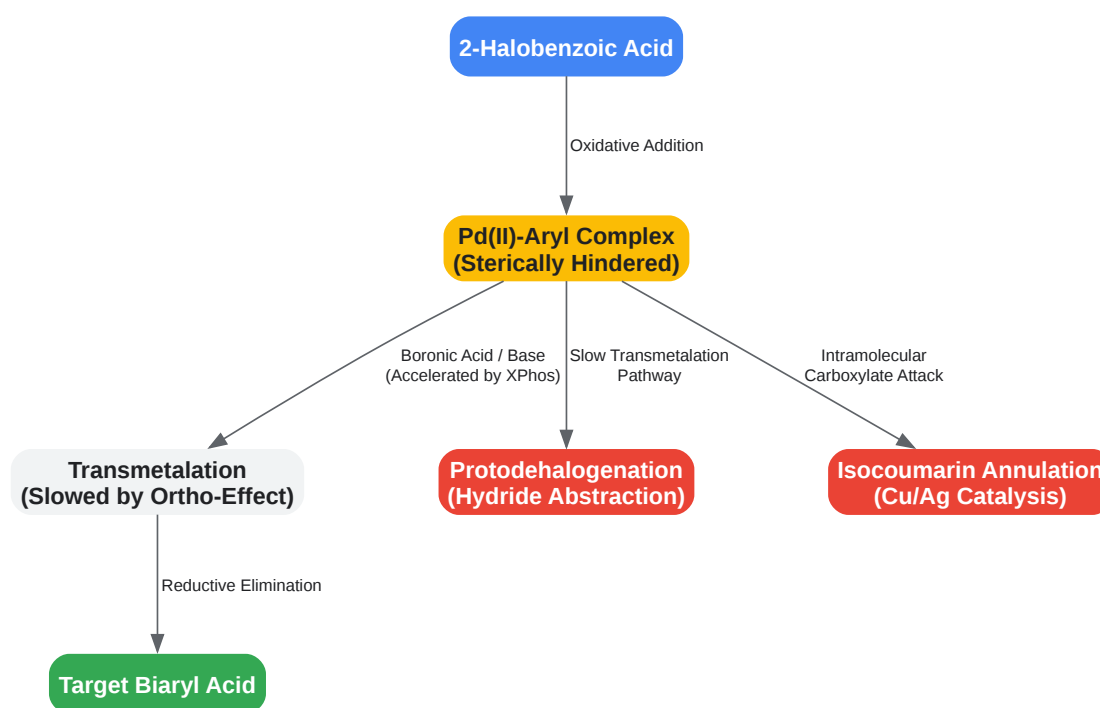 2-Halobenzoic Acid
Oxidative Addition
Pd(II)-Aryl Complex
(Sterically Hindered)
Boronic Acid / Base
(Accelerated by XPhos)
Slow Transmetalation
Pathway
Intramolecular
Carboxylate Attack
Transmetalation
(Slowed by Ortho-Effect)
Protodehalogenation
(Hydride Abstraction)
Isocoumarin Annulation
(Cu/Ag Catalysis)
Reductive Elimination
Target Biaryl Acid